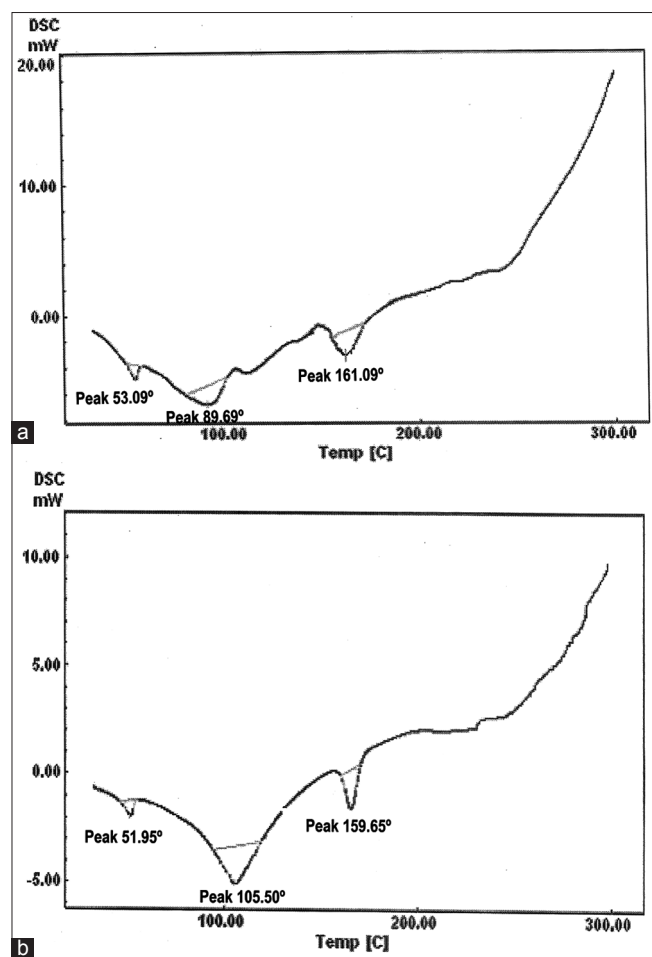 DSC
mW
20.00
10.00
0.00
Peak 53.09º
Peak 89.69º
Peak 161.09º
a
100.00 200.00 300.00
Temp [C]
DSC
mW
10.00
5.00
0.00
-5.00
Peak 51.95º
Peak 159.65º
Peak 105.50º
100.00 200.00 300.00
Temp [C]
b